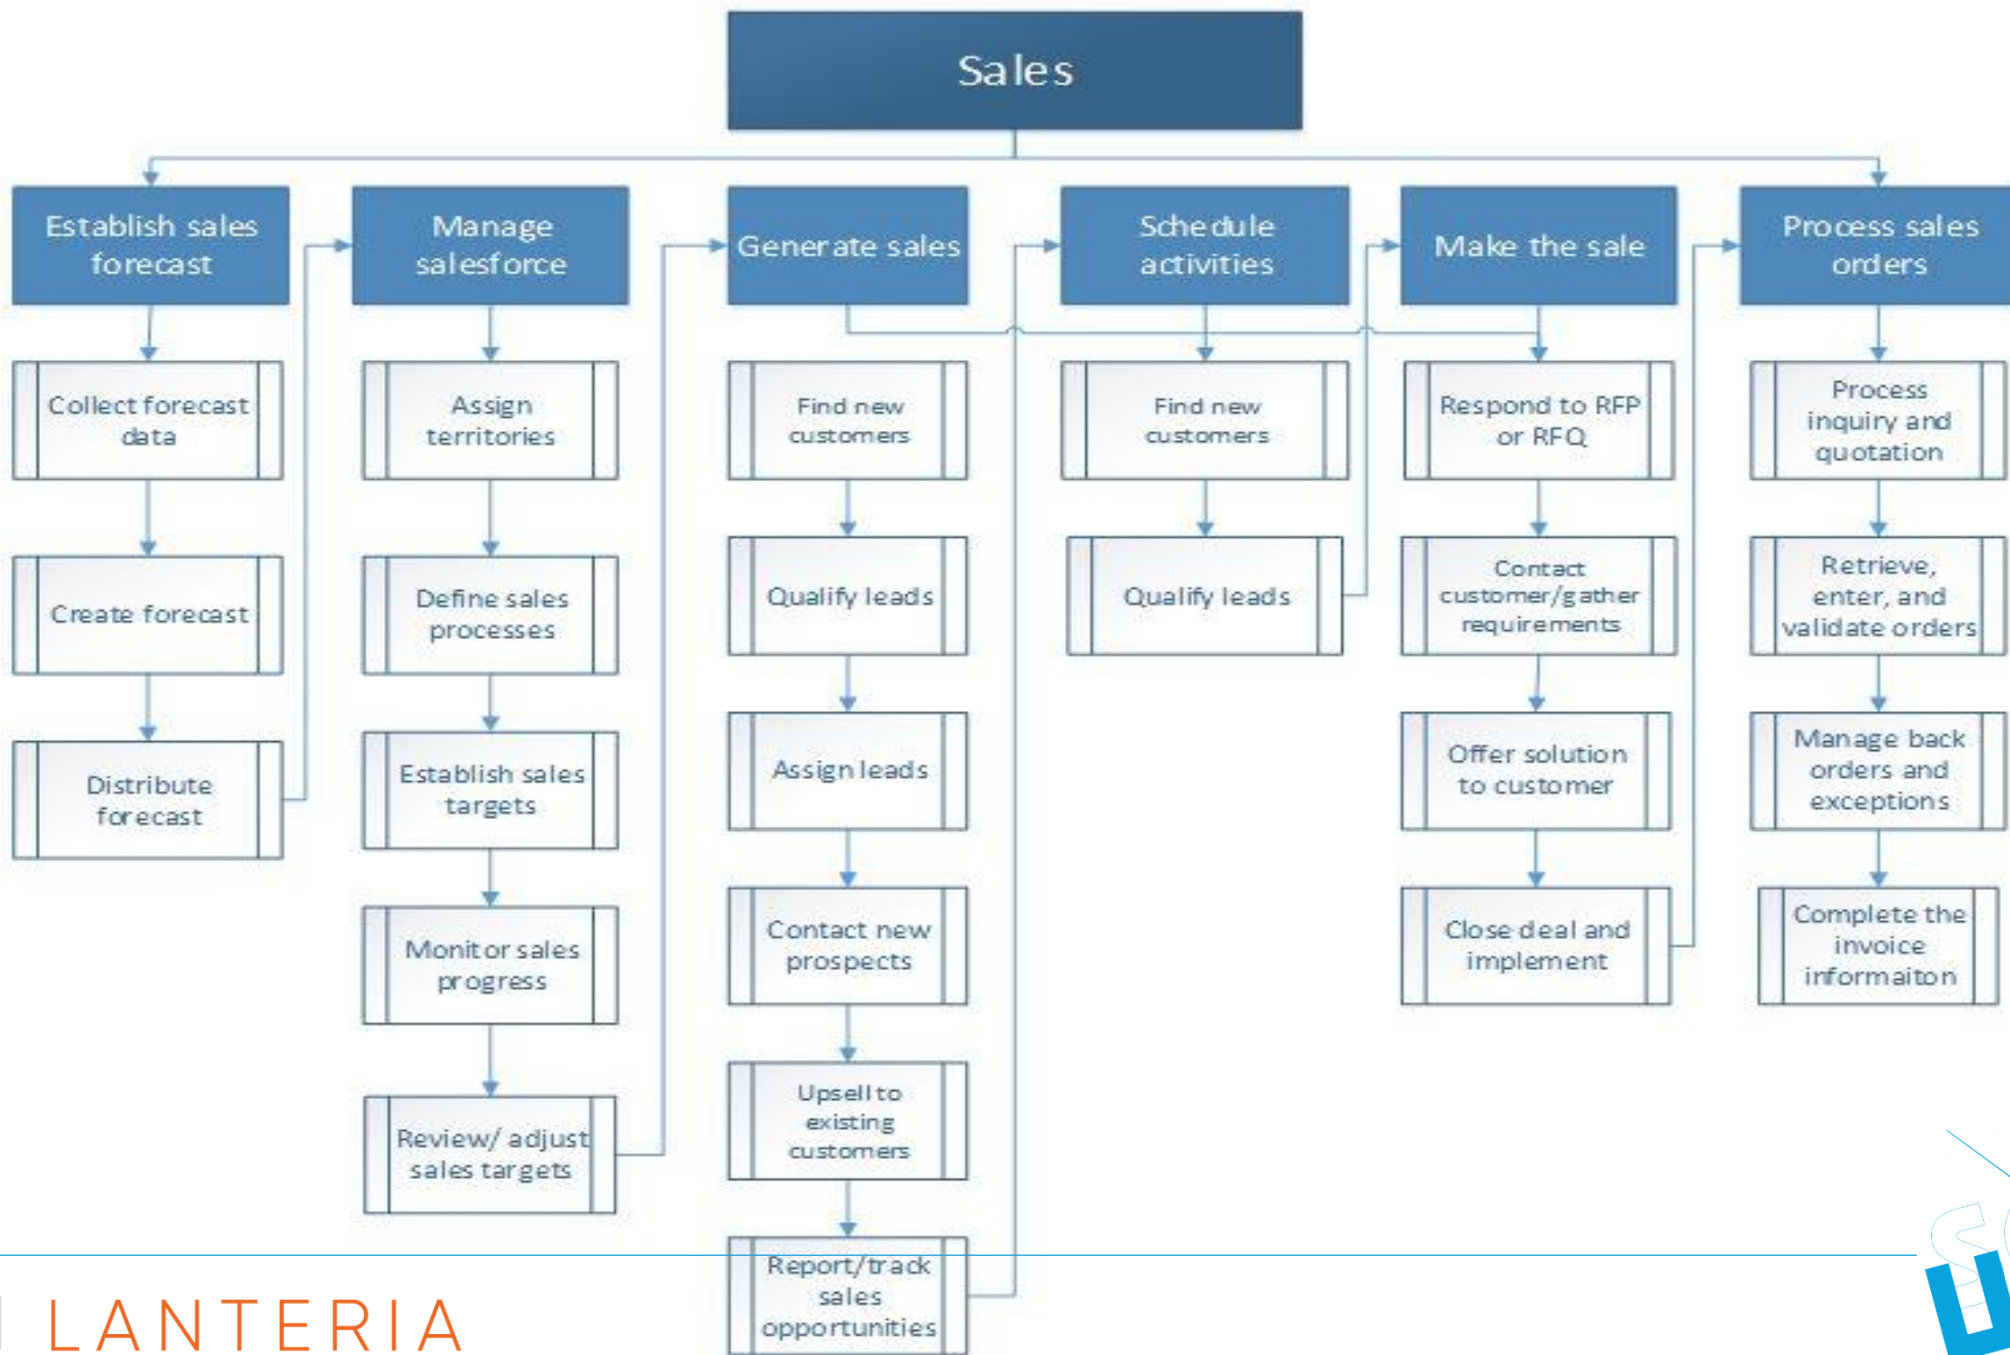 Sales
Establish sales
forecast
Manage
salesforce
Generate sales
Schedule
activities
Make the sale
Process sales
orders
Collect forecast
data
Create forecast
Distribute
forecast
Assign
territories
Define sales
processes
Establish sales
targets
Monitor sales
progress
Review/ adjust
sales targets
Find new
customers
Qualify leads
Assign leads
Contact new
prospects
Upsell to
existing
customers
Report/track
sales
opportunities
Find new
customers
Qualify leads
Respond to RFP
or RFQ
Contact
customer/gather
requirements
Offer solution
to customer
Close deal and
implement
Process
inquiry and
quotation
Retrieve,
enter, and
validate orders
Manage back
orders and
exceptions
Complete the
invoice
informaiton
LANTERIA